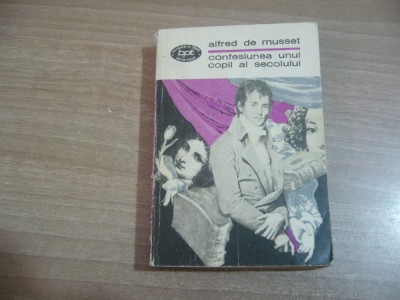 bpt
alfred de musset
confesiunea unui
copil al secolului